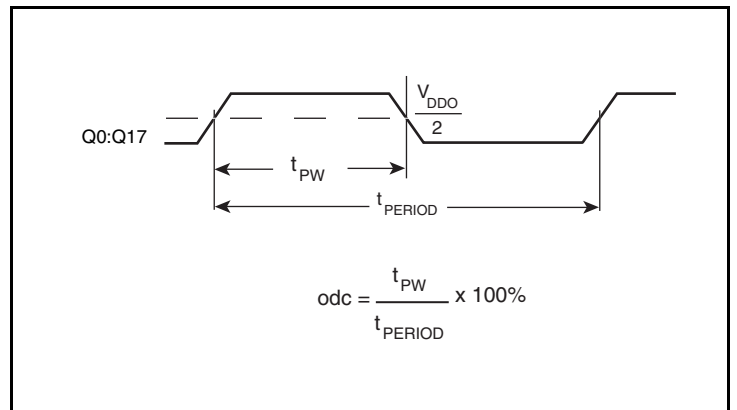 V_DDO
2
Q0:Q17
t_PW
t_PERIOD
t_PW
odc = x 100%
t_PERIOD